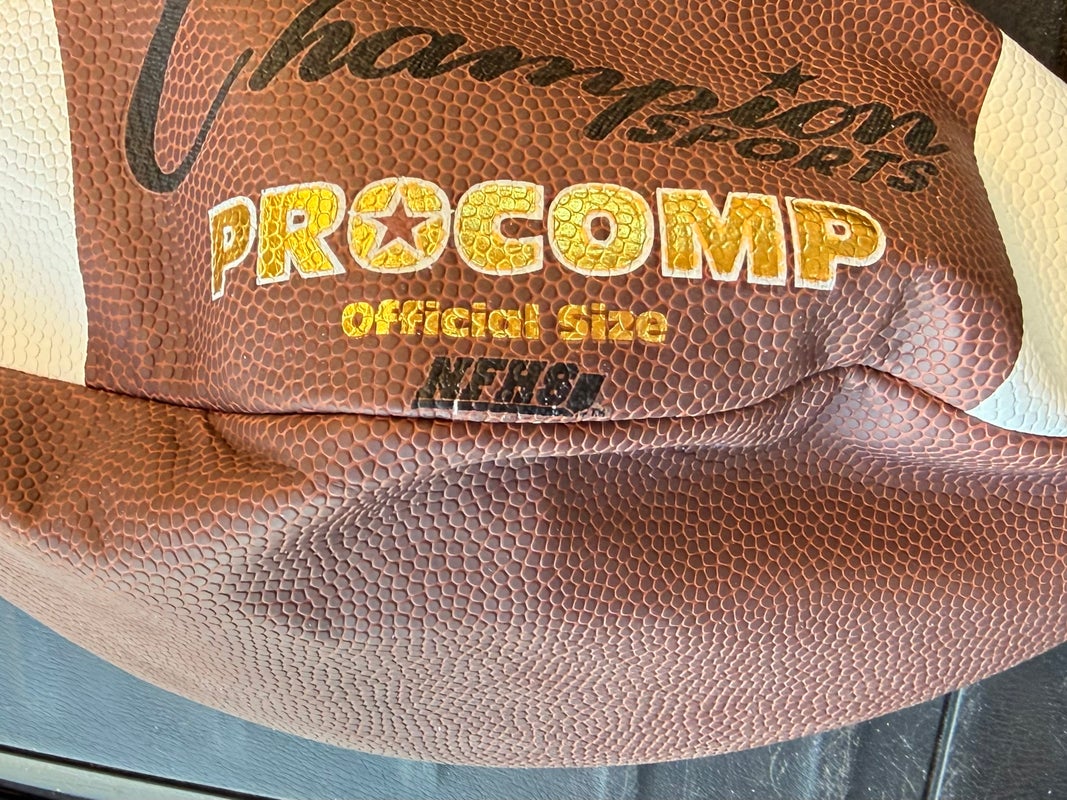 Champion
SPORTS
PROCOMP
Official Size
NFHS